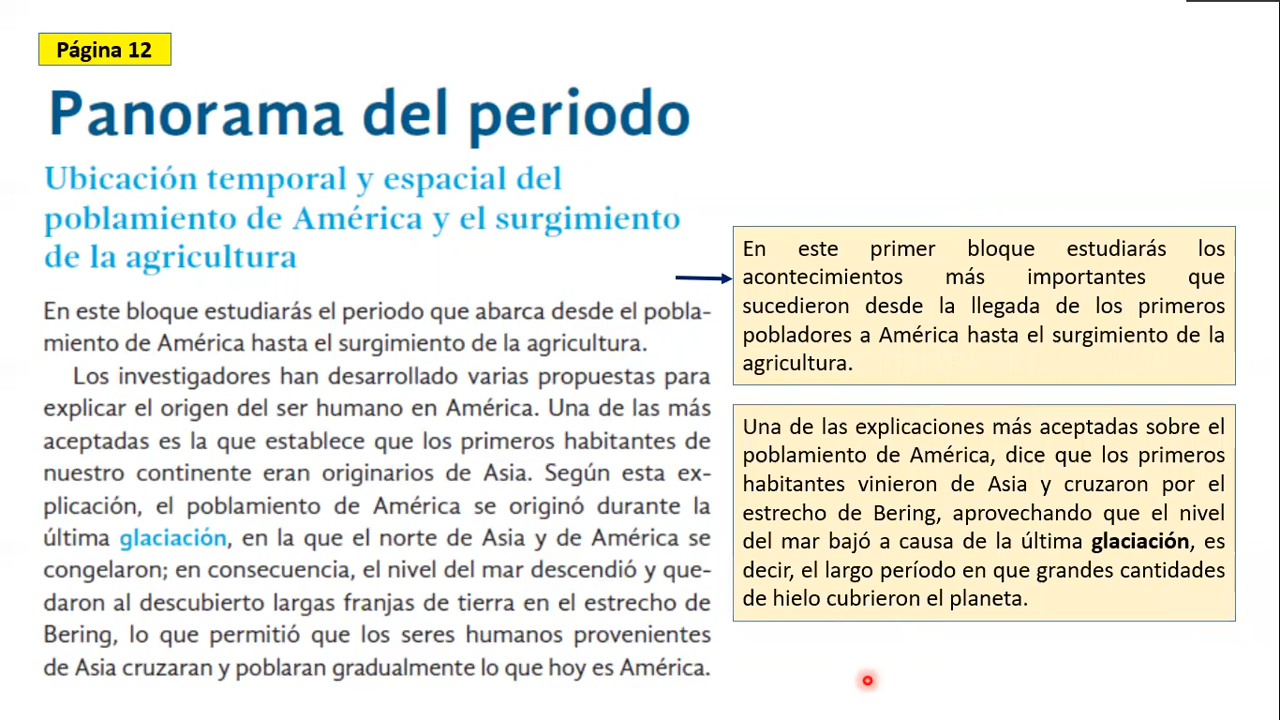 Página 12
Panorama del periodo
Ubicación temporal y espacial del
poblamiento de América y el surgimiento
de la agricultura
En este bloque estudiarás el periodo que abarca desde el pobla-
miento de América hasta el surgimiento de la agricultura.
Los investigadores han desarrollado varias propuestas para
explicar el origen del ser humano en América. Una de las más
aceptadas es la que establece que los primeros habitantes de
nuestro continente eran originarios de Asia. Según esta ex-
plicación, el poblamiento de América se originó durante la
última glaciación, en la que el norte de Asia y de América se
congelaron; en consecuencia, el nivel del mar descendió y que-
daron al descubierto largas franjas de tierra en el estrecho de
Bering, lo que permitió que los seres humanos provenientes
de Asia cruzaran y poblaran gradualmente lo que hoy es América.
En este primer bloque estudiarás los
acontecimientos más importantes que
sucedieron desde la llegada de los primeros
pobladores a América hasta el surgimiento de la
agricultura.
Una de las explicaciones más aceptadas sobre el
poblamiento de América, dice que los primeros
habitantes vinieron de Asia y cruzaron por el
estrecho de Bering, aprovechando que el nivel
del mar bajó a causa de la última glaciación, es
decir, el largo período en que grandes cantidades
de hielo cubrieron el planeta.